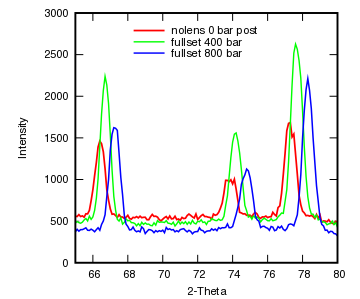 3000
nolens 0 bar post
fullset 400 bar
fullset 800 bar
2500
2000
Intensity
1500
1000
500
0
66 68 70 72 74 76 78 80
2-Theta